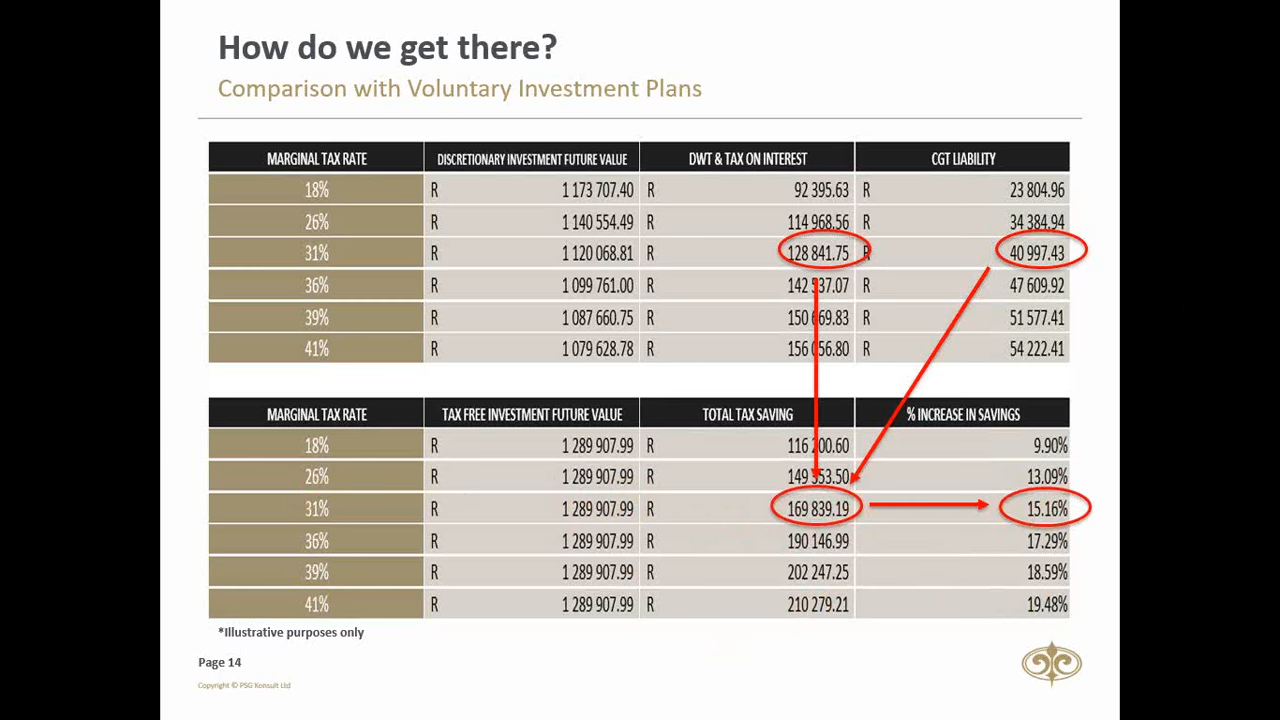 How do we get there?
Comparison with Voluntary Investment Plans
MARGINAL TAX RATE DISCRETIONARY INVESTMENT FUTURE VALUE DWT & TAX ON INTEREST CGT LIABILITY
18% R 1 173 707.40 R 92 395.63 R 23 804.96
26% R 1 140 554.49 R 114 968.56 R 34 384.94
31% R 1 120 068.81 R 128 841.75 R 40 997.43
36% R 1 099 761.00 R 142 537.07 R 47 609.92
39% R 1 087 660.75 R 150 669.83 R 51 577.41
41% R 1 079 628.78 R 156 056.80 R 54 222.41
MARGINAL TAX RATE TAX FREE INVESTMENT FUTURE VALUE TOTAL TAX SAVING % INCREASE IN SAVINGS
18% R 1 289 907.99 R 116 200.60 9.90%
26% R 1 289 907.99 R 149 353.50 13.09%
31% R 1 289 907.99 R 169 839.19 15.16%
36% R 1 289 907.99 R 190 146.99 17.29%
39% R 1 289 907.99 R 202 247.25 18.59%
41% R 1 289 907.99 R 210 279.21 19.48%
*Illustrative purposes only
Page 14
Copyright © PSG Konsult Ltd